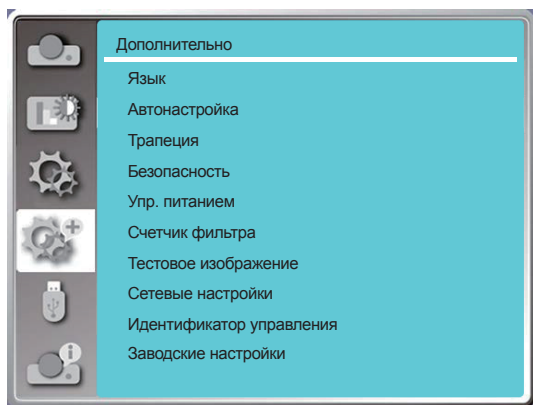 Дополнительно
Язык
Автонастройка
Трапеция
Безопасность
Упр. питанием
Счетчик фильтра
Тестовое изображение
Сетевые настройки
Идентификатор управления
Заводские настройки